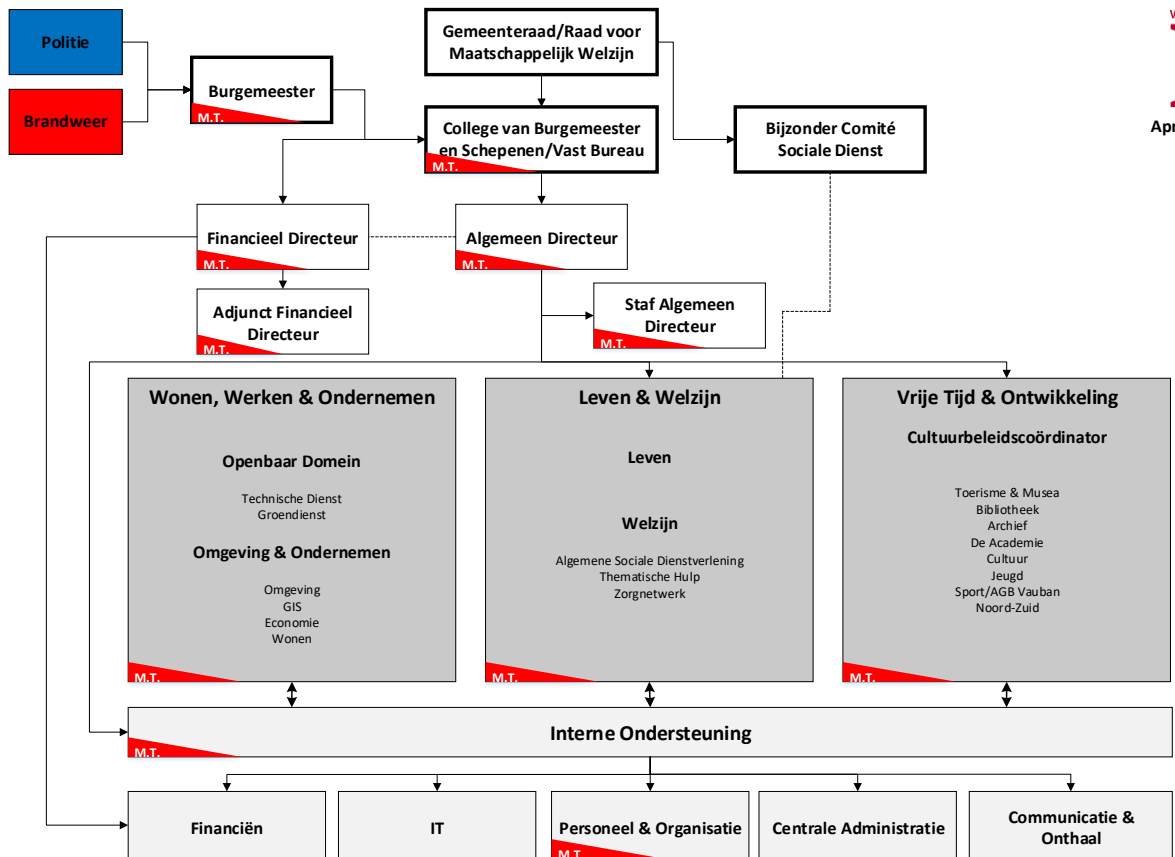 Politie
Brandweer
Burgemeester
M.T.
Gemeenteraad/Raad voor
Maatschappelijk Welzijn
College van Burgemeester
en Schepenen/Vast Bureau
M.T.
Bijzonder Comité
Sociale Dienst
Financieel Directeur
M.T.
Algemeen Directeur
M.T.
Adjunct Financieel
Directeur
M.T.
Staf Algemeen
Directeur
M.T.
Wonen, Werken & Ondernemen
Openbaar Domein
Technische Dienst
Groendienst
Omgeving & Ondernemen
Omgeving
GIS
Economie
Wonen
M.T.
Leven & Welzijn
Leven
Welzijn
Algemene Sociale Dienstverlening
Thematische Hulp
Zorgnetwerk
M.T.
Vrije Tijd & Ontwikkeling
Cultuurbeleidscoördinator
Toerisme & Musea
Bibliotheek
Archief
De Academie
Cultuur
Jeugd
Sport/AGB Vauban
Noord-Zuid
M.T.
Interne Ondersteuning
M.T.
Financiën
IT
Personeel & Organisatie
M.T.
Centrale Administratie
Communicatie &
Onthaal